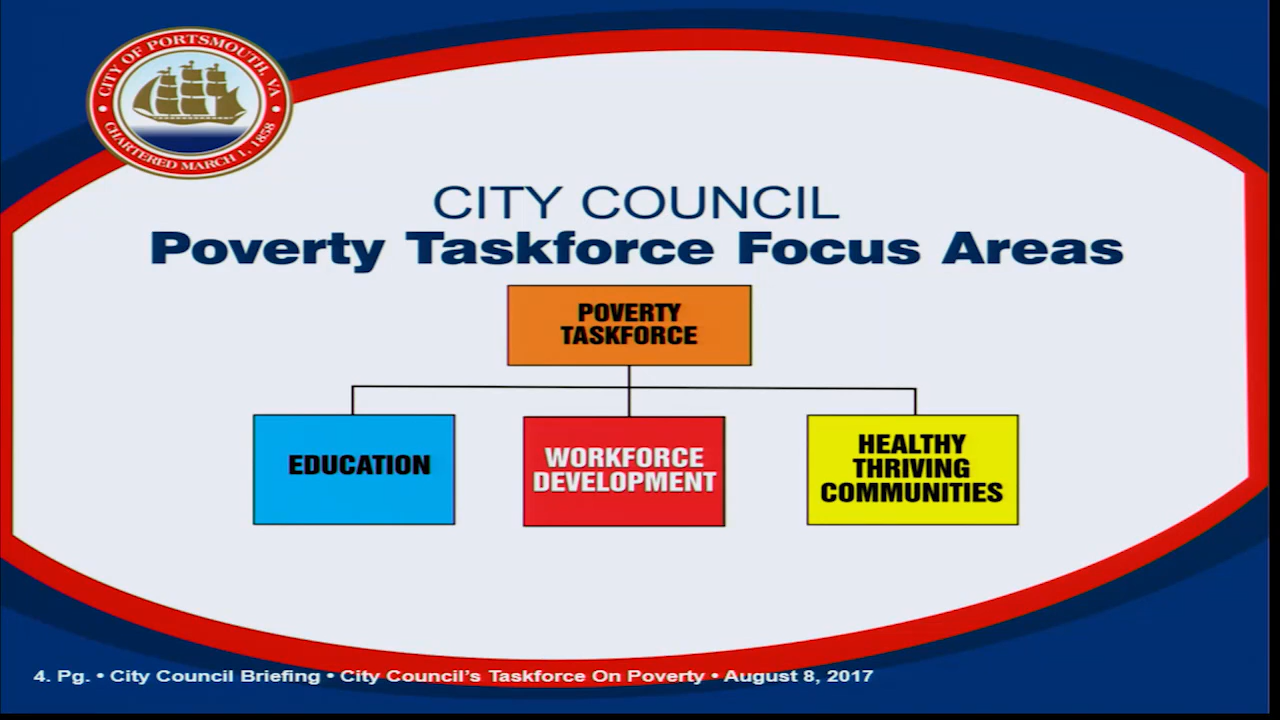 CITY OF PORTSMOUTH, VA
CHARTERED MARCH 1, 1858
CITY COUNCIL
Poverty Taskforce Focus Areas
POVERTY
TASKFORCE
EDUCATION
WORKFORCE
DEVELOPMENT
HEALTHY
THRIVING
COMMUNITIES
4. Pg. • City Council Briefing • City Council's Taskforce On Poverty • August 8, 2017